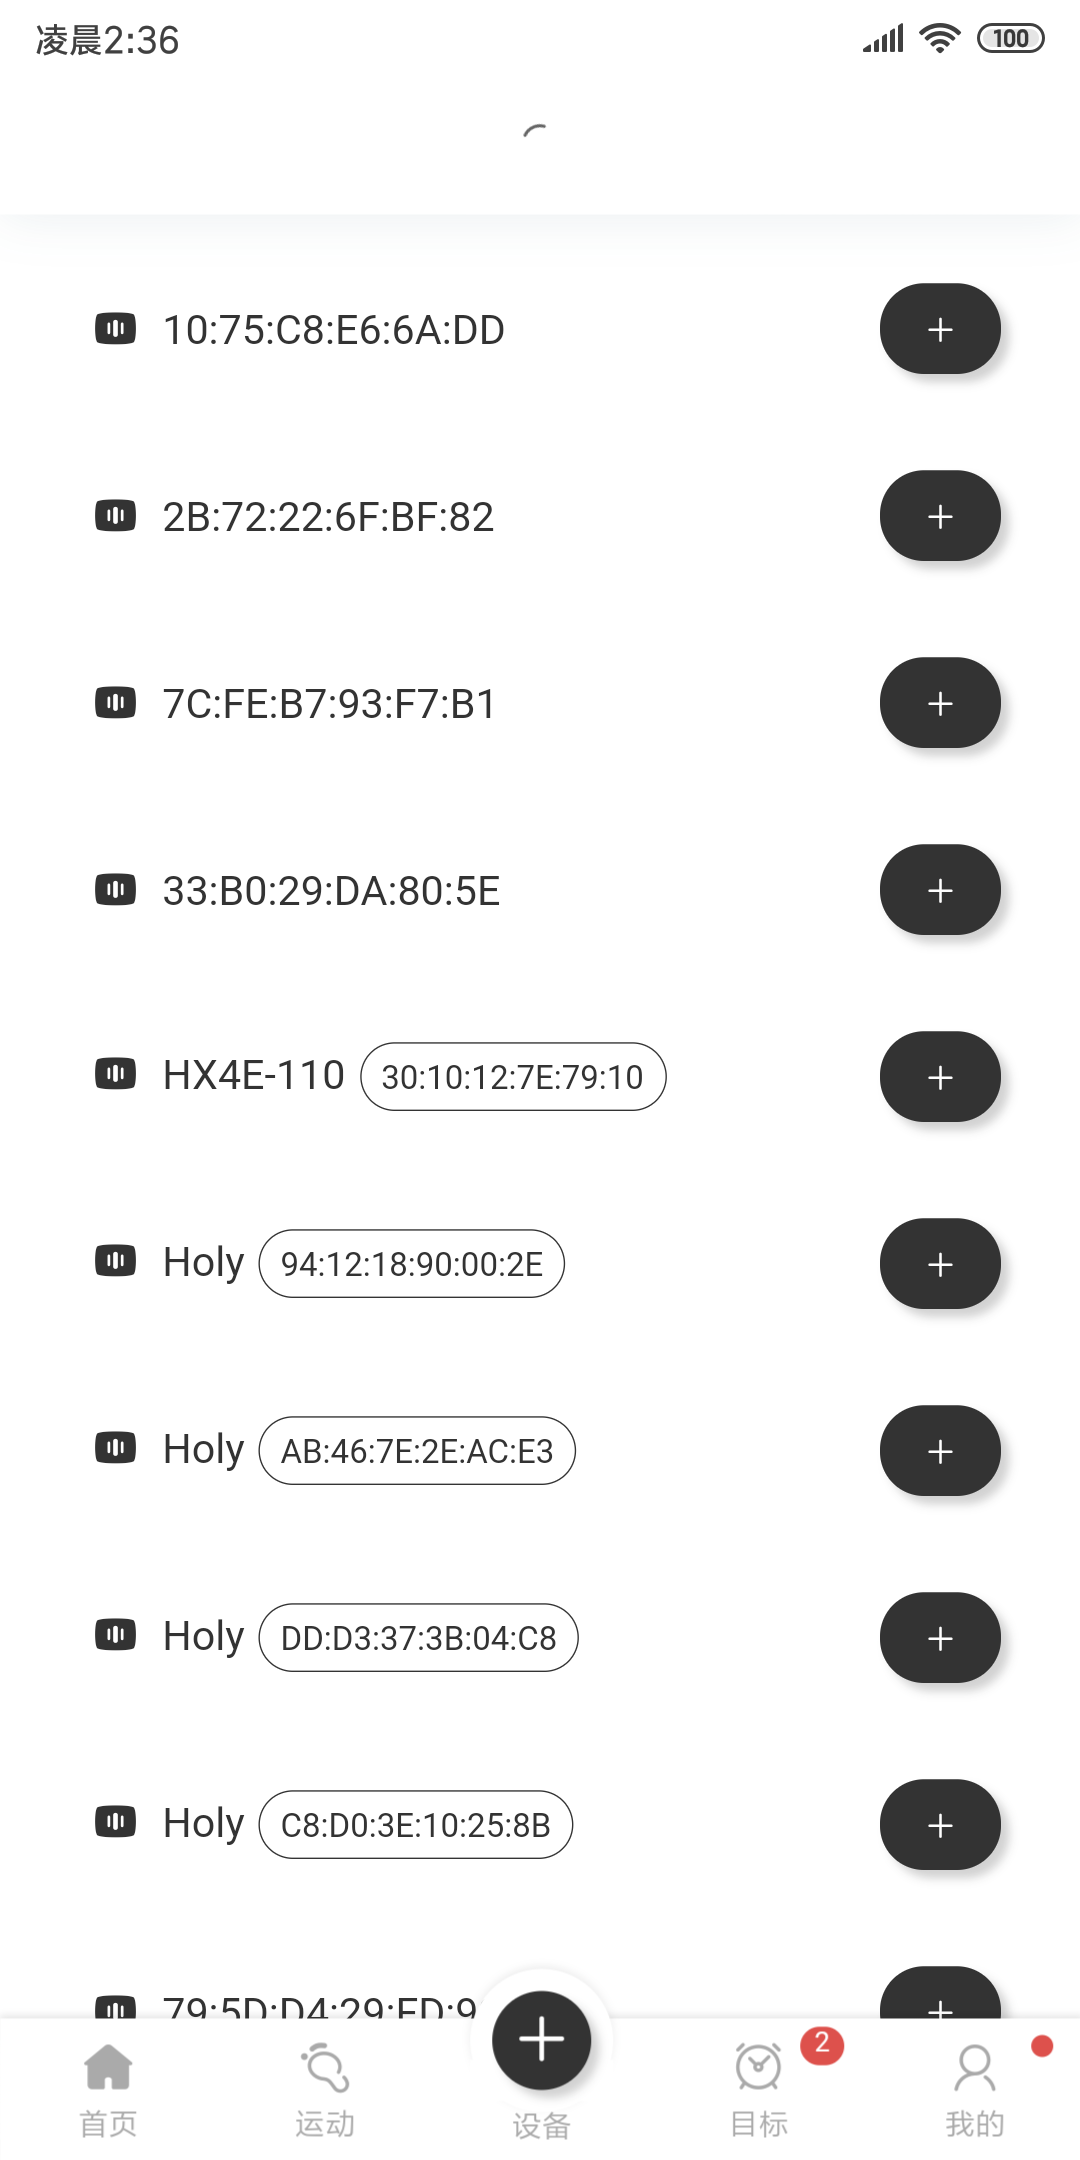 凌晨2:36
100
10:75:C8:E6:6A:DD
2B:72:22:6F:BF:82
7C:FE:B7:93:F7:B1
33:B0:29:DA:80:5E
HX4E-110 30:10:12:7E:79:10
Holy 94:12:18:90:00:2E
Holy AB:46:7E:2E:AC:E3
Holy DD:D3:37:3B:04:C8
Holy C8:D0:3E:10:25:8B
79:5D:D4:29:
2
首页 运动 设备 目标 我的